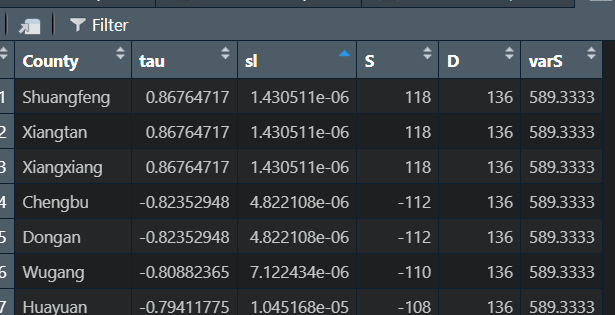 Filter
County tau sl S D varS
1 Shuangfeng 0.86764717 1.430511e-06 118 136 589.3333
2 Xiangtan 0.86764717 1.430511e-06 118 136 589.3333
3 Xiangxiang 0.86764717 1.430511e-06 118 136 589.3333
4 Chengbu -0.82352948 4.822108e-06 -112 136 589.3333
5 Dongan -0.82352948 4.822108e-06 -112 136 589.3333
6 Wugang -0.80882365 7.122434e-06 -110 136 589.3333
7 Huayuan -0.79411775 1.045168e-05 -108 136 589.3333